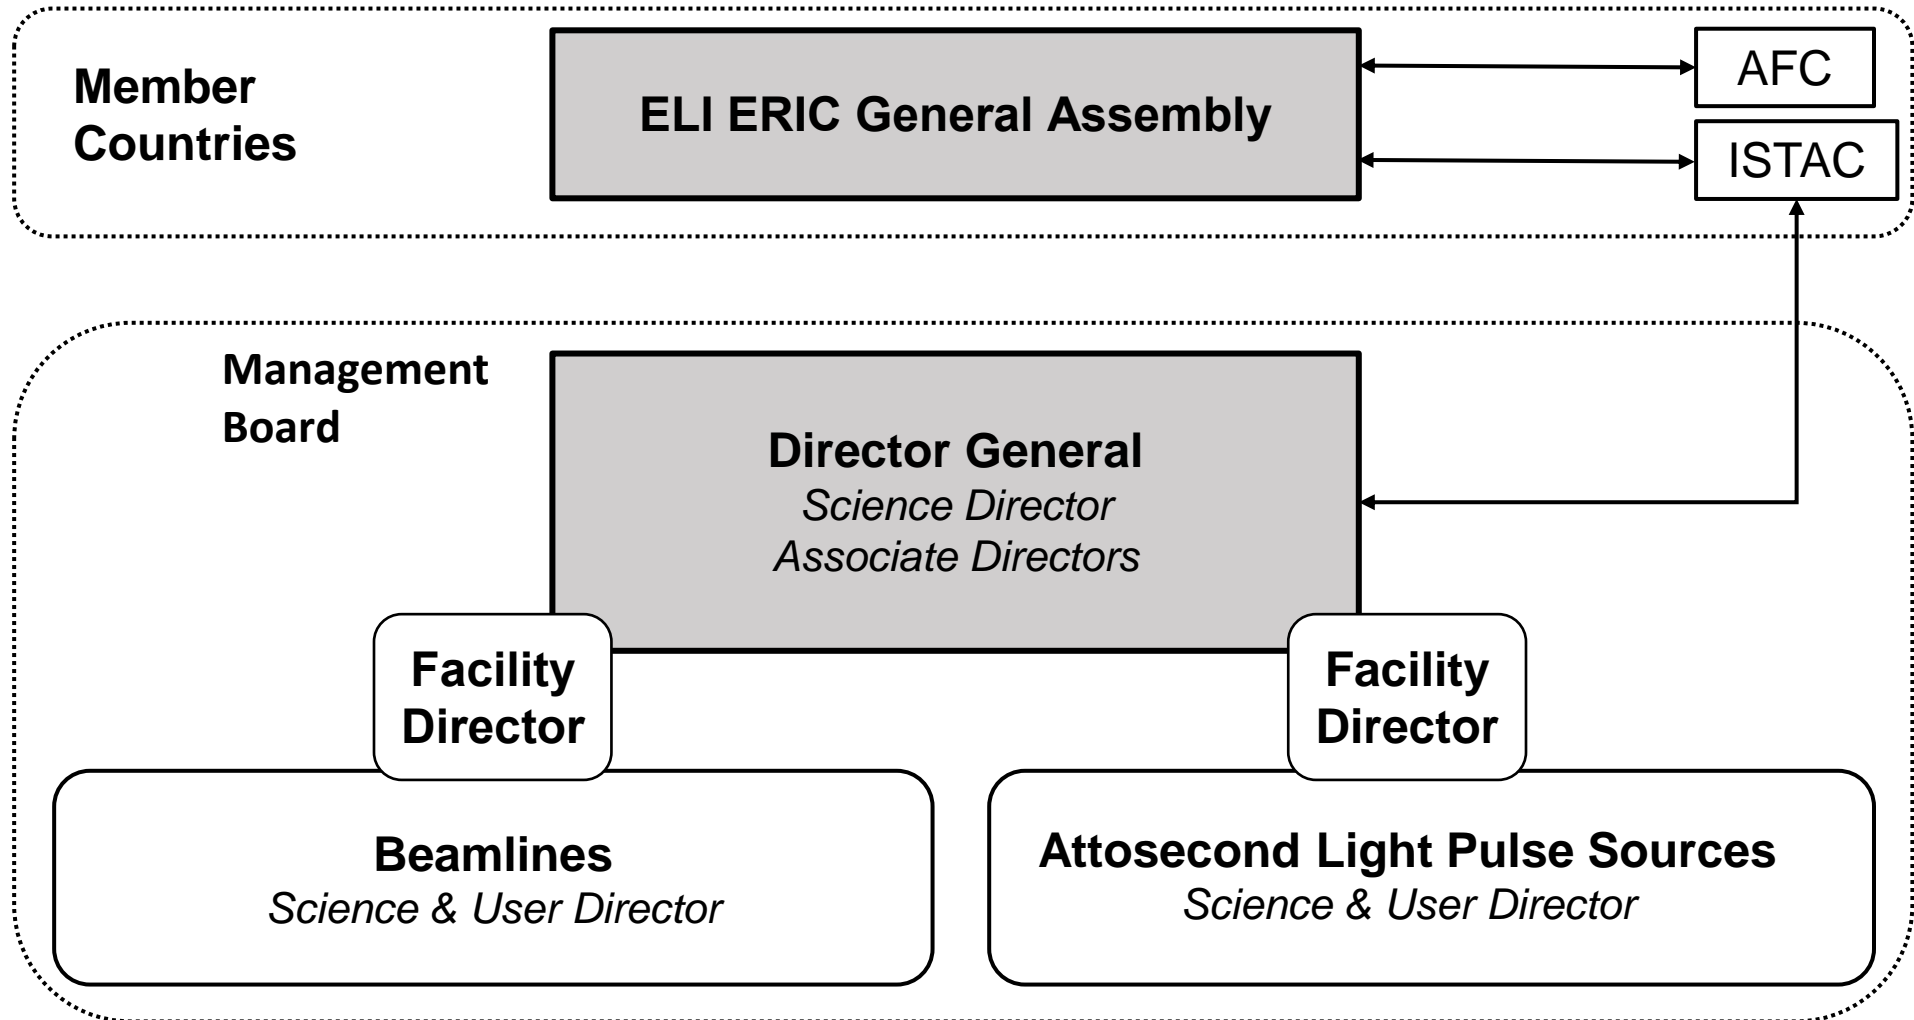 Member
Countries
ELI ERIC General Assembly
AFC
ISTAC
Management
Board
Director General
Science Director
Associate Directors
Facility
Director
Facility
Director
Beamlines
Science & User Director
Attosecond Light Pulse Sources
Science & User Director